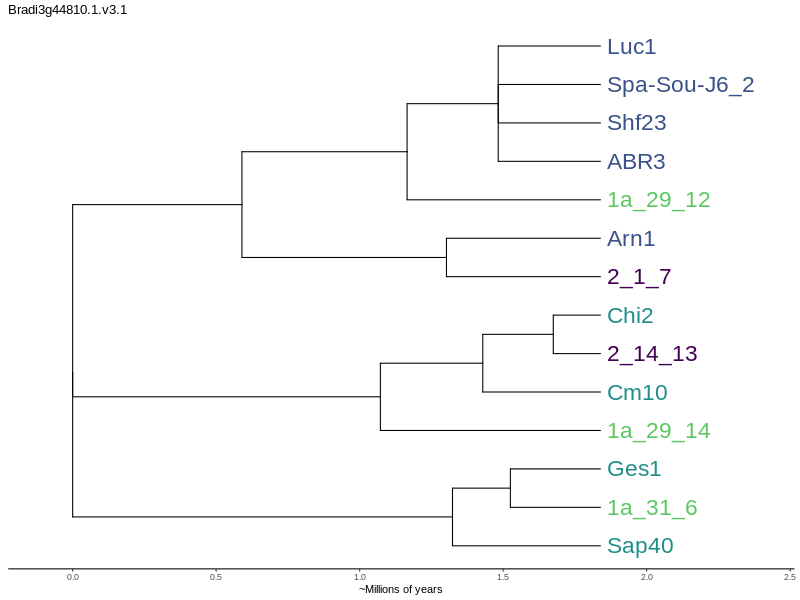 Bradi3g44810.1.v3.1
Luc1
Spa-Sou-J6_2
Shf23
ABR3
1a_29_12
Arn1
2_1_7
Chi2
2_14_13
Cm10
1a_29_14
Ges1
1a_31_6
Sap40
0.0 0.5 1.0 1.5 2.0 2.5
~Millions of years